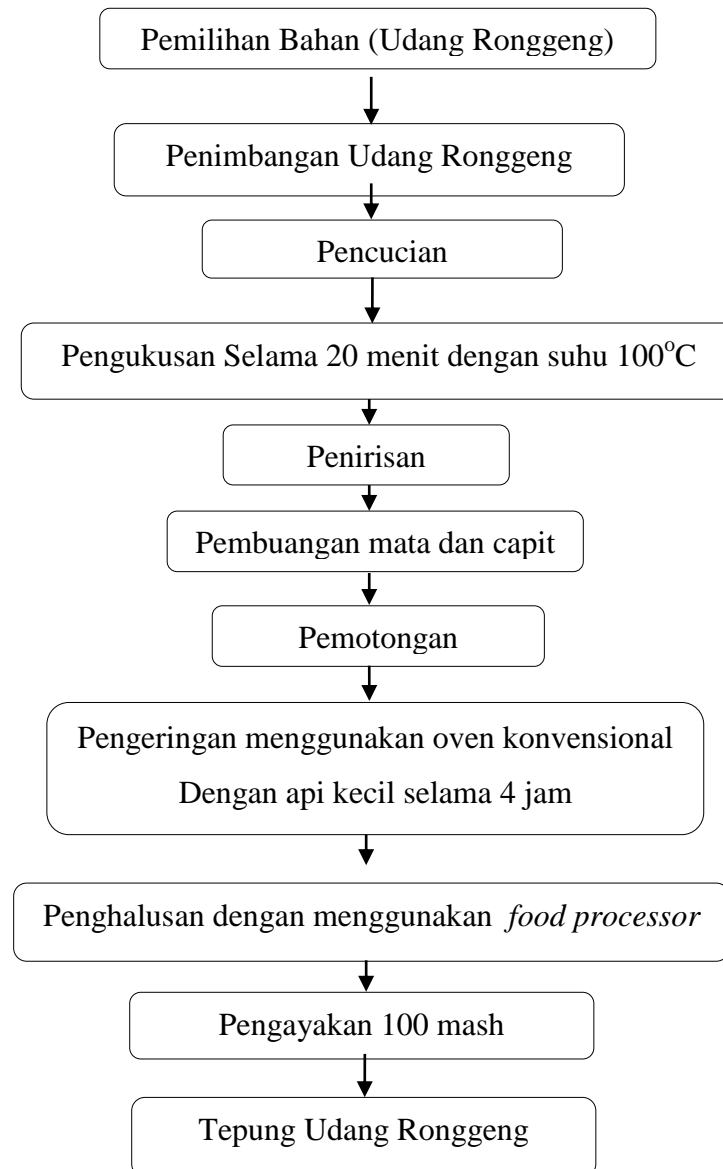 Pemilihan Bahan (Udang Ronggeng)
Penimbangan Udang Ronggeng
Pencucian
Pengukusan Selama 20 menit dengan suhu 100°C
Penirisan
Pembuangan mata dan capit
Pemotongan
Pengeringan menggunakan oven konvensional
Dengan api kecil selama 4 jam
Penghalusan dengan menggunakan food processor
Pengayakan 100 mash
Tepung Udang Ronggeng